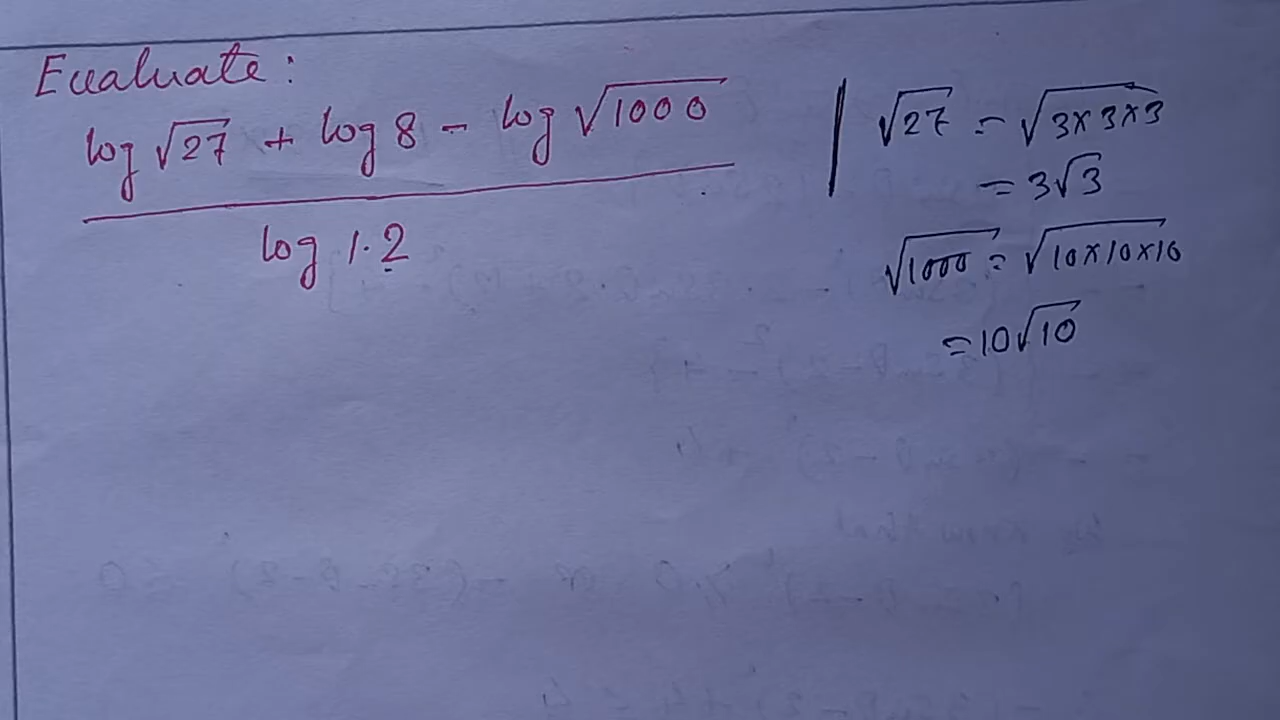 Evaluate:
log √27 + log 8 - log √1000
log 1.2
√27 = √3×3×3
= 3√3
√1000 = √10×10×10
= 10√10